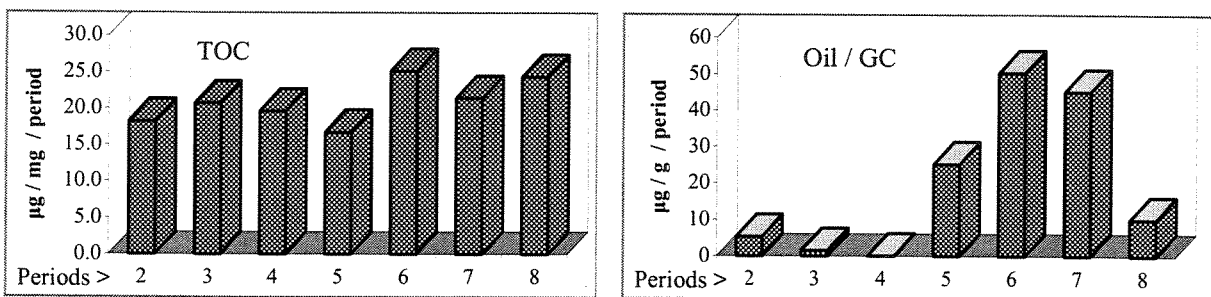 TOC
µg / mg / period
30.0
25.0
20.0
15.0
10.0
5.0
0.0
Periods > 2 3 4 5 6 7 8
Oil / GC
µg / g / period
60
50
40
30
20
10
0
Periods > 2 3 4 5 6 7 8